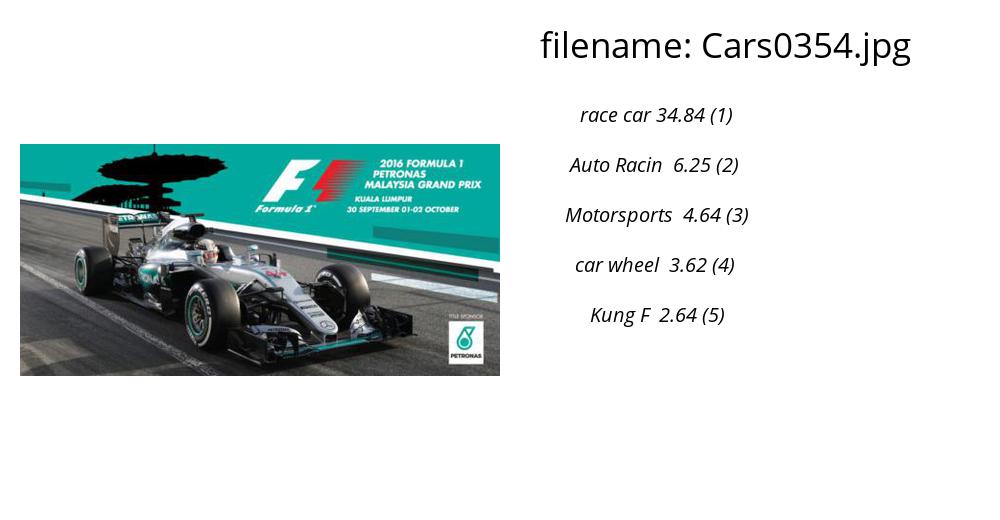 filename: Cars0354.jpg
race car 34.84 (1)
Auto Racin 6.25 (2)
Motorsports 4.64 (3)
car wheel 3.62 (4)
Kung F 2.64 (5)
2016 FORMULA 1
PETRONAS
MALAYSIA GRAND PRIX
KUALA LUMPUR
30 SEPTEMBER 01-02 OCTOBER
F1
Formula 1
TITLE SPONSOR
PETRONAS
PETRONAS
44